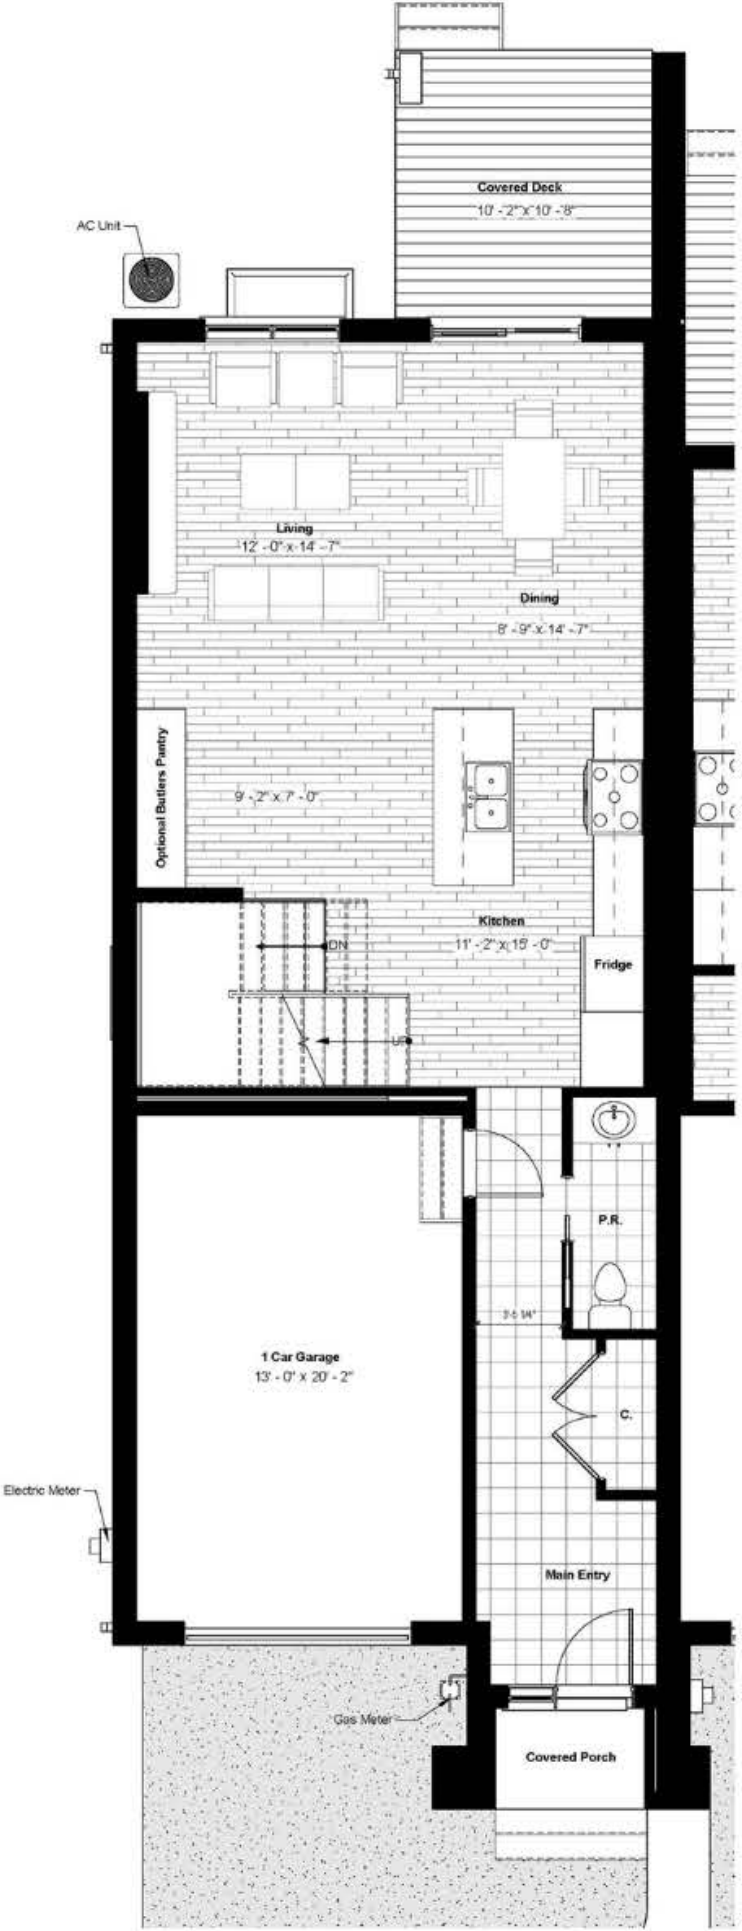 Covered Deck
10' - 2" x 10' - 8"
AC Unit
Living
12' - 0" x 14' - 7"
Dining
8' - 9" x 14' - 7"
Optional Butlers Pantry
9' - 2" x 7' - 0"
Kitchen
11' - 2" x 15' - 0"
DN
Fridge
UP
P.R.
1 Car Garage
13' - 0" x 20' - 2"
C.
Electric Meter
Main Entry
Gas Meter
Covered Porch